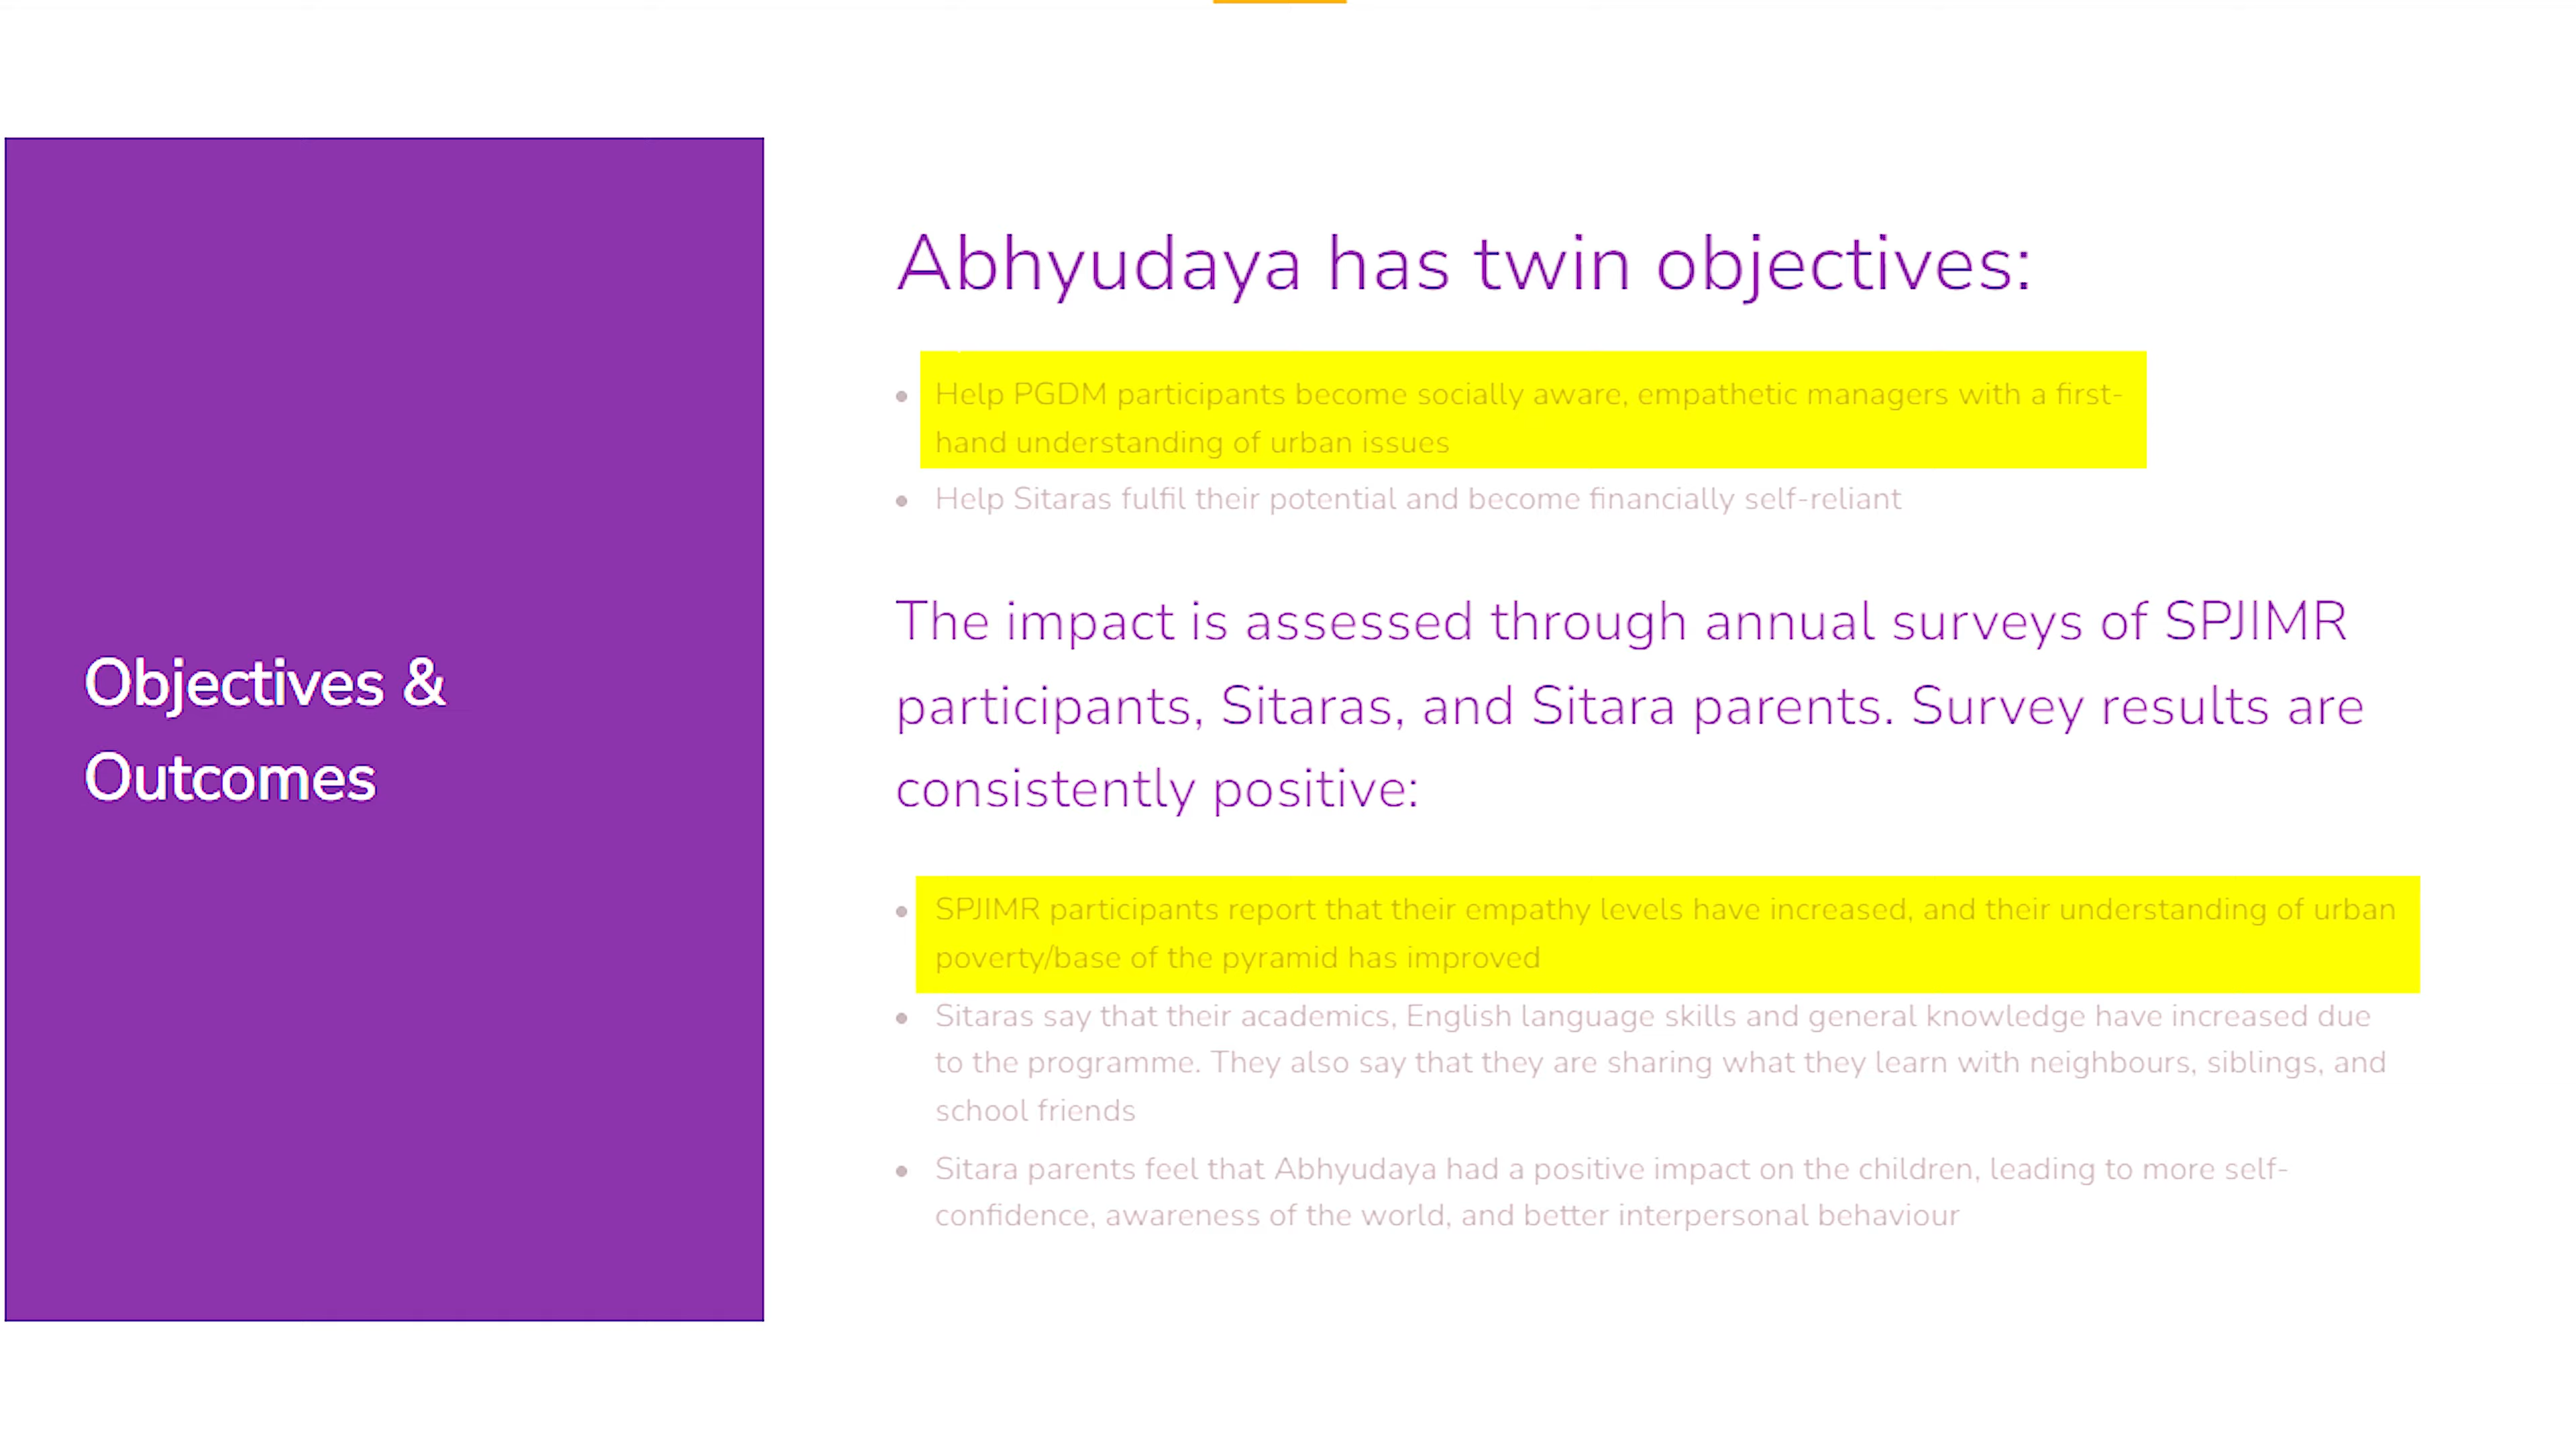 Objectives &
Outcomes
Abhyudaya has twin objectives:
• Help PGDM participants become socially aware, empathetic managers with a first-
hand understanding of urban issues
• Help Sitaras fulfil their potential and become financially self-reliant
The impact is assessed through annual surveys of SPJIMR
participants, Sitaras, and Sitara parents. Survey results are
consistently positive:
• SPJIMR participants report that their empathy levels have increased, and their understanding of urban
poverty/base of the pyramid has improved
• Sitaras say that their academics, English language skills and general knowledge have increased due
to the programme. They also say that they are sharing what they learn with neighbours, siblings, and
school friends
• Sitara parents feel that Abhyudaya had a positive impact on the children, leading to more self-
confidence, awareness of the world, and better interpersonal behaviour